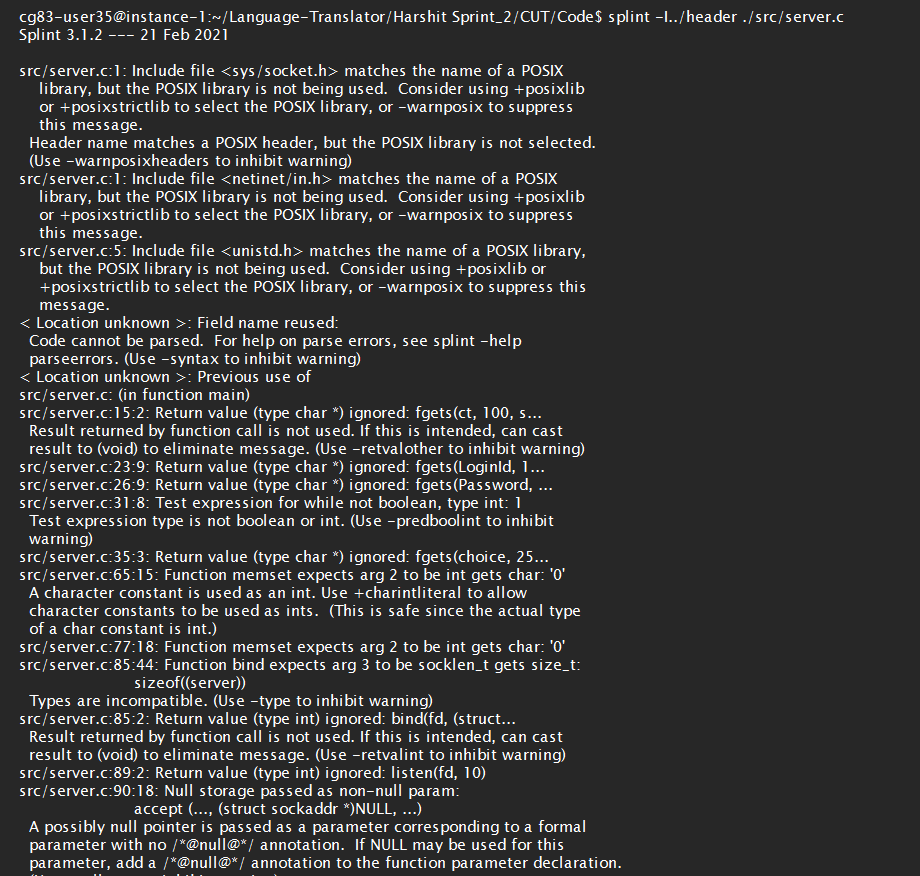 cg83-user35@instance-1:~/Language-Translator/Harshit Sprint_2/CUT/Code$ splint -I../header ./src/server.c
Splint 3.1.2 --- 21 Feb 2021
src/server.c:1: Include file <sys/socket.h> matches the name of a POSIX
library, but the POSIX library is not being used.  Consider using +posixlib
or +posixstrictlib to select the POSIX library, or -warnposix to suppress
this message.
Header name matches a POSIX header, but the POSIX library is not selected.
(Use -warnposixheaders to inhibit warning)
src/server.c:1: Include file <netinet/in.h> matches the name of a POSIX
library, but the POSIX library is not being used.  Consider using +posixlib
or +posixstrictlib to select the POSIX library, or -warnposix to suppress
this message.
src/server.c:5: Include file <unistd.h> matches the name of a POSIX library,
but the POSIX library is not being used.  Consider using +posixlib or
+posixstrictlib to select the POSIX library, or -warnposix to suppress this
message.
< Location unknown >: Field name reused:
Code cannot be parsed.  For help on parse errors, see splint -help
parseerrors. (Use -syntax to inhibit warning)
< Location unknown >: Previous use of
src/server.c: (in function main)
src/server.c:15:2: Return value (type char *) ignored: fgets(ct, 100, s...
Result returned by function call is not used. If this is intended, can cast
result to (void) to eliminate message. (Use -retvalother to inhibit warning)
src/server.c:23:9: Return value (type char *) ignored: fgets(LoginId, 1...
src/server.c:26:9: Return value (type char *) ignored: fgets(Password, ...
src/server.c:31:8: Test expression for while not boolean, type int: 1
Test expression type is not boolean or int. (Use -predboolint to inhibit
warning)
src/server.c:35:3: Return value (type char *) ignored: fgets(choice, 25...
src/server.c:65:15: Function memset expects arg 2 to be int gets char: '0'
A character constant is used as an int. Use +charintliteral to allow
character constants to be used as ints.  (This is safe since the actual type
of a char constant is int.)
src/server.c:77:18: Function memset expects arg 2 to be int gets char: '0'
src/server.c:85:44: Function bind expects arg 3 to be socklen_t gets size_t:
sizeof((server))
Types are incompatible. (Use -type to inhibit warning)
src/server.c:85:2: Return value (type int) ignored: bind(fd, (struct...
Result returned by function call is not used. If this is intended, can cast
result to (void) to eliminate message. (Use -retvalint to inhibit warning)
src/server.c:89:2: Return value (type int) ignored: listen(fd, 10)
src/server.c:90:18: Null storage passed as non-null param:
accept (..., (struct sockaddr *)NULL, ...)
A possibly null pointer is passed as a parameter corresponding to a formal
parameter with no /*@null@*/ annotation.  If NULL may be used for this
parameter, add a /*@null@*/ annotation to the function parameter declaration.